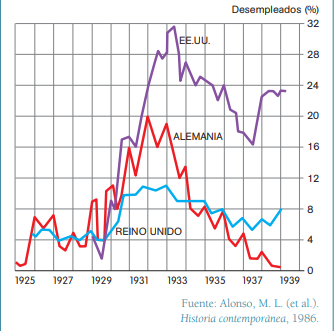 Desempleados (%)
32
28
24
20
16
12
8
4
0
EE.UU.
ALEMANIA
REINO UNIDO
1925 1927 1929 1931 1933 1935 1937 1939
Fuente: Alonso, M. L. (et al.).
Historia contemporánea, 1986.